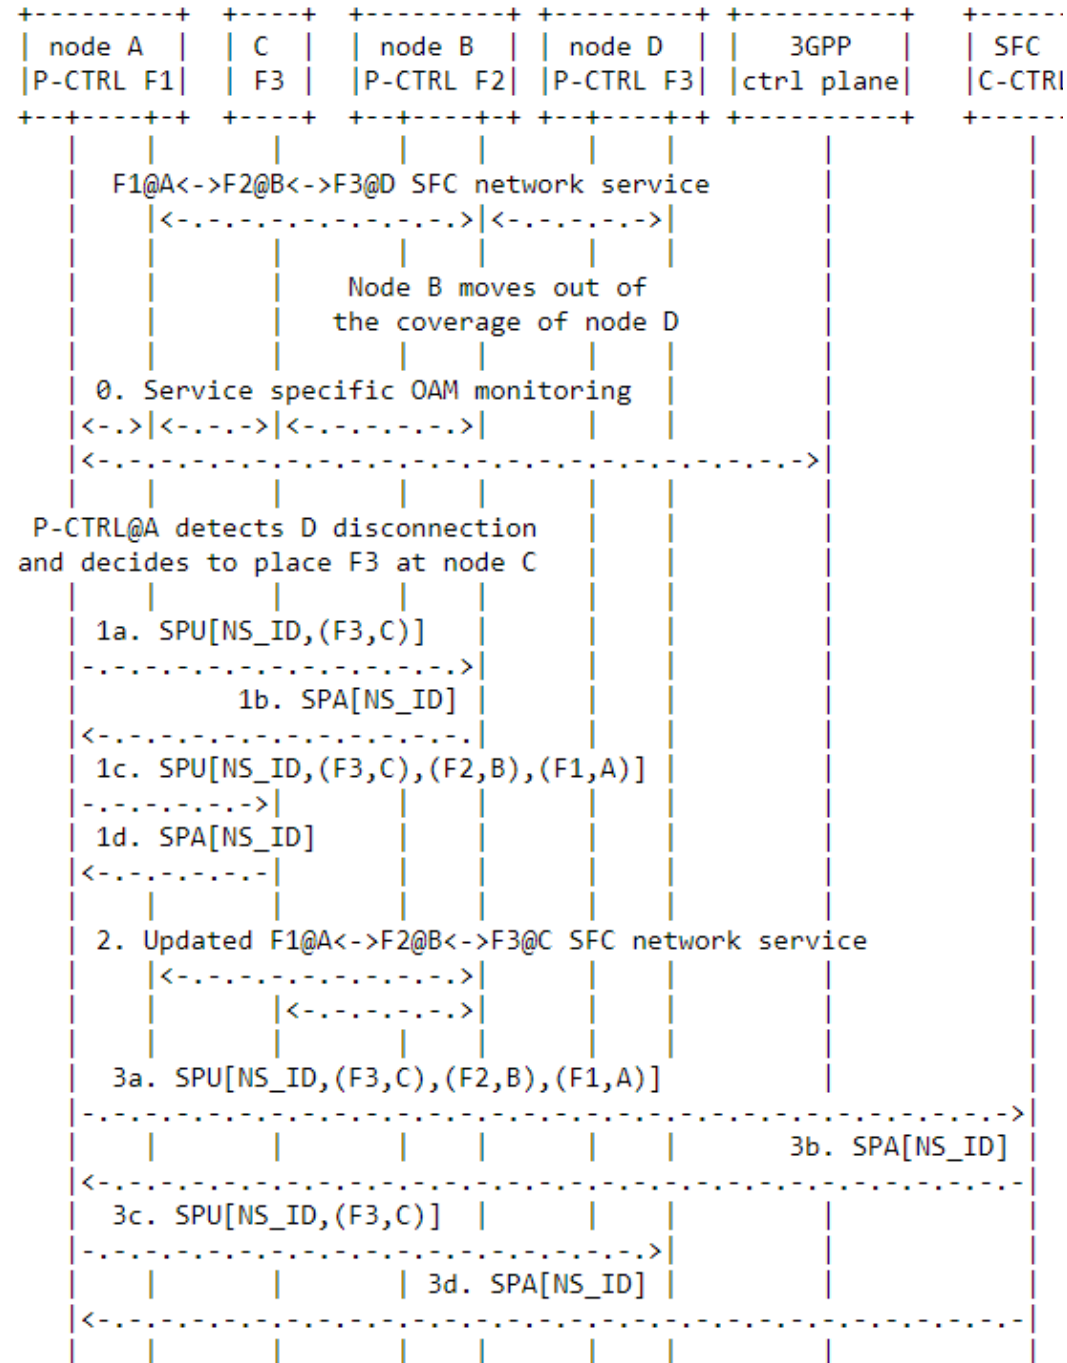 node A C node B node D 3GPP SFC
P-CTRL F1 F3 P-CTRL F2 P-CTRL F3 ctrl plane C-CTRL
F1@A<->F2@B<->F3@D SFC network service
Node B moves out of
the coverage of node D
0. Service specific OAM monitoring
P-CTRL@A detects D disconnection
and decides to place F3 at node C
1a. SPU[NS_ID,(F3,C)]
1b. SPA[NS_ID]
1c. SPU[NS_ID,(F3,C),(F2,B),(F1,A)]
1d. SPA[NS_ID]
2. Updated F1@A<->F2@B<->F3@C SFC network service
3a. SPU[NS_ID,(F3,C),(F2,B),(F1,A)]
3b. SPA[NS_ID]
3c. SPU[NS_ID,(F3,C)]
3d. SPA[NS_ID]